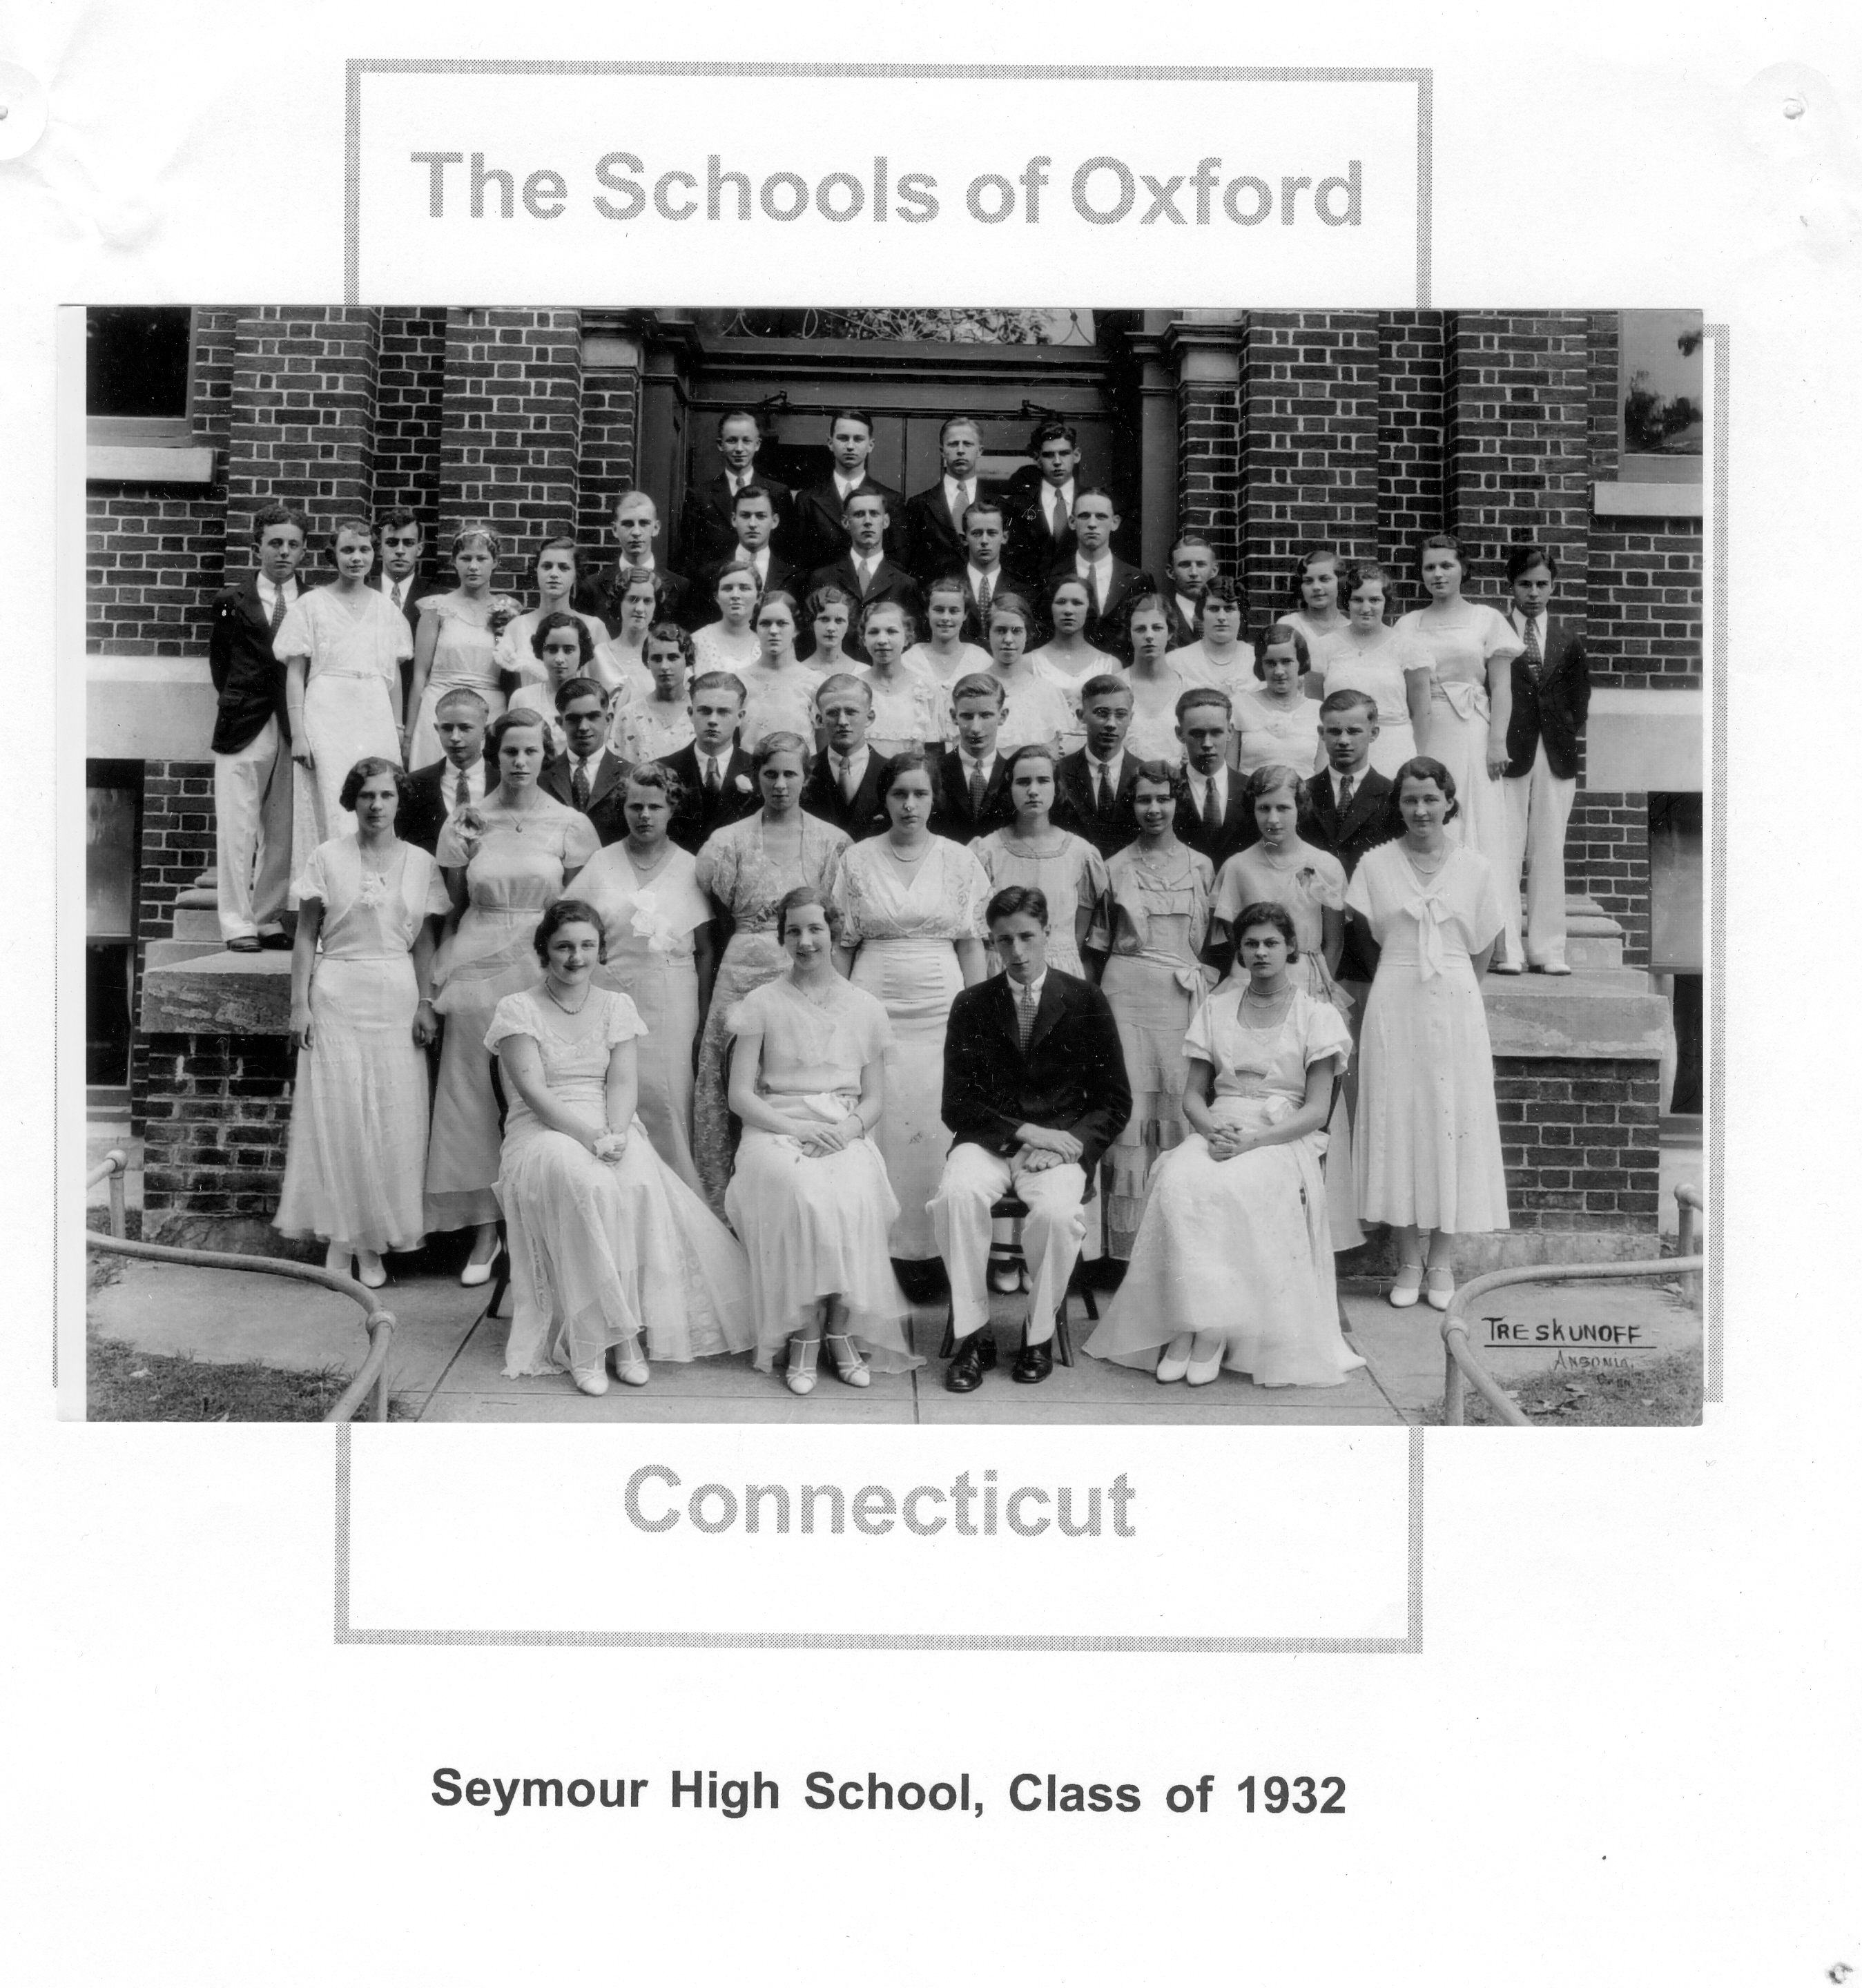 The Schools of Oxford
TRESKUNOFF
ANSONIA,
Connecticut
Seymour High School, Class of 1932